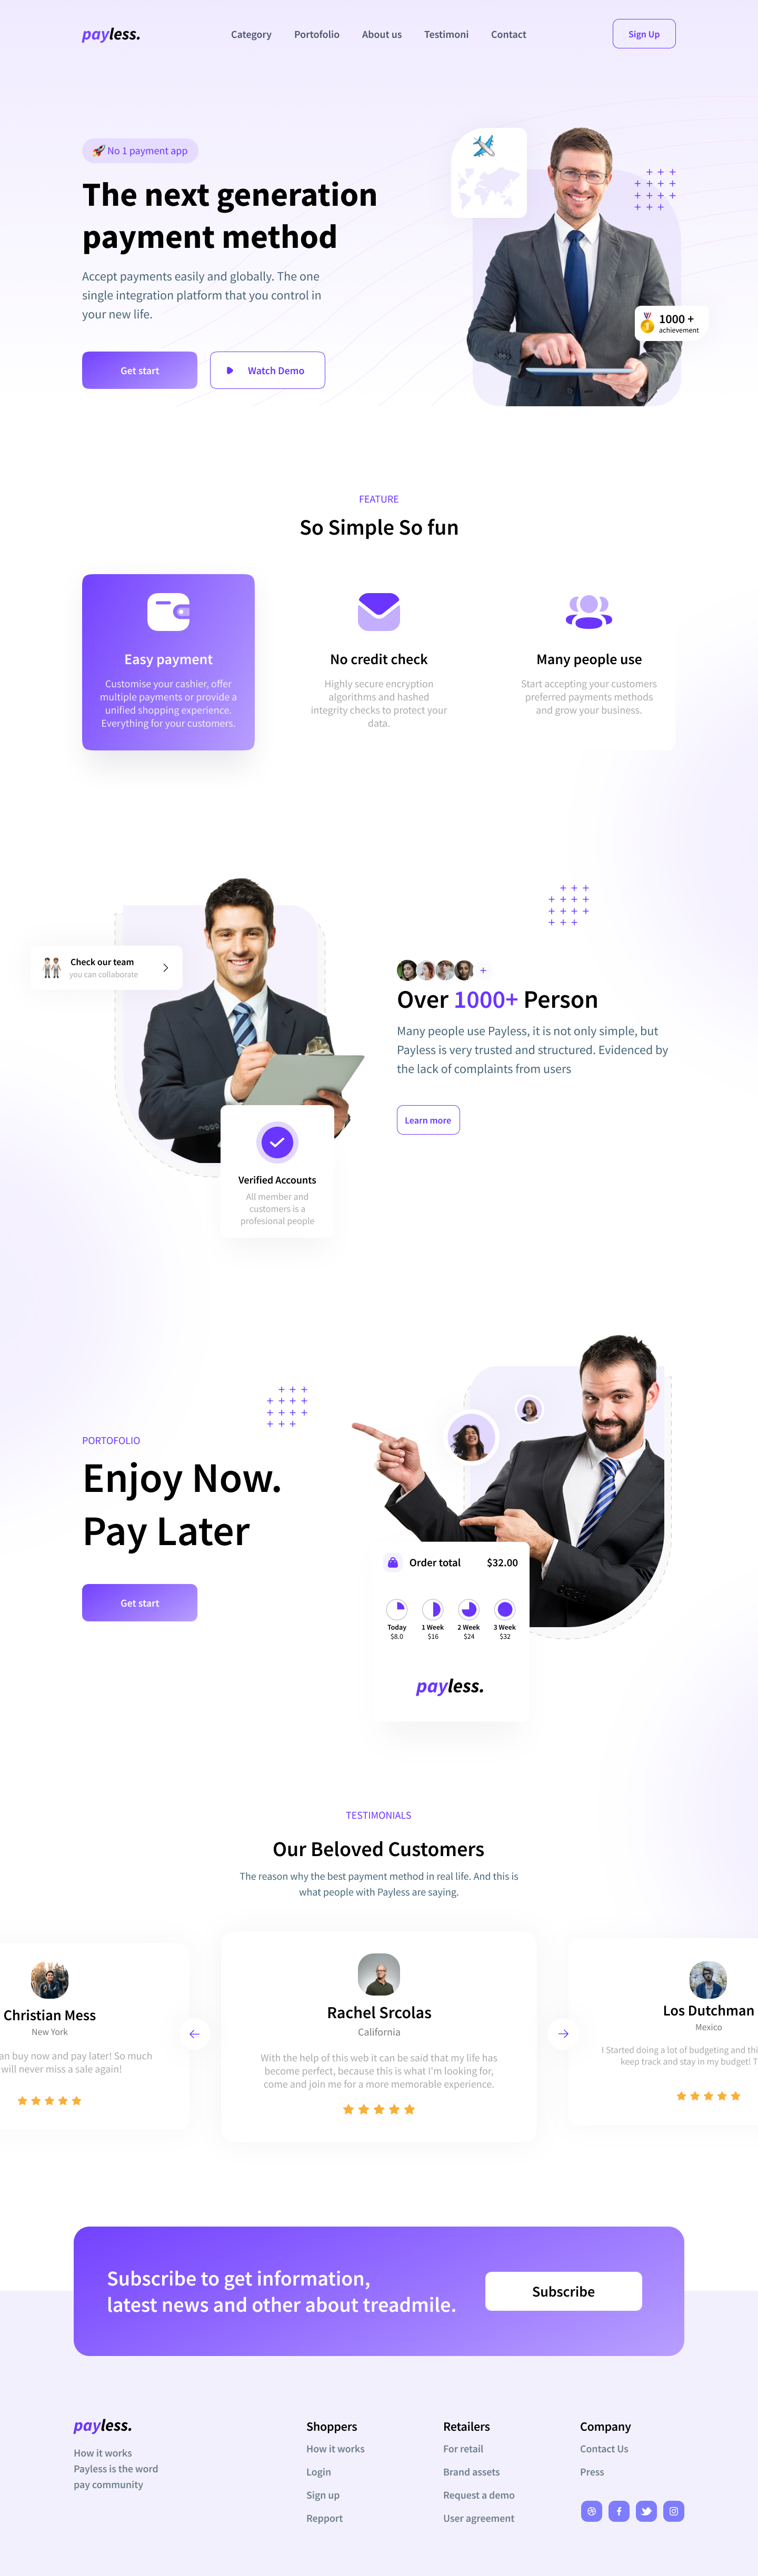 payless.
Category
Portofolio
About us
Testimoni
Contact
Sign Up
No 1 payment app
The next generation
payment method
Accept payments easily and globally. The one
single integration platform that you control in
your new life.
Get start
Watch Demo
1000 +
achievement
FEATURE
So Simple So fun
Easy payment
Customise your cashier, offer
multiple payments or provide a
unified shopping experience.
Everything for your customers.
No credit check
Highly secure encryption
algorithms and hashed
integrity checks to protect your
data.
Many people use
Start accepting your customers
preferred payments methods
and grow your business.
Check our team
you can collaborate
Verified Accounts
All member and
customers is a
profesional people
Over 1000+ Person
Many people use Payless, it is not only simple, but
Payless is very trusted and structured. Evidenced by
the lack of complaints from users
Learn more
PORTOFOLIO
Enjoy Now.
Pay Later
Get start
Order total $32.00
Today
$8.0
1 Week
$16
2 Week
$24
3 Week
$32
payless.
TESTIMONIALS
Our Beloved Customers
The reason why the best payment method in real life. And this is
what people with Payless are saying.
Christian Mess
New York
an buy now and pay later! So much
will never miss a sale again!
Rachel Srcolas
California
With the help of this web it can be said that my life has
become perfect, because this is what I'm looking for,
come and join me for a more memorable experience.
Los Dutchman
Mexico
I Started doing a lot of budgeting and thi
keep track and stay in my budget! T
Subscribe to get information,
latest news and other about treadmile.
Subscribe
payless.
How it works
Payless is the word
pay community
Shoppers
How it works
Login
Sign up
Repport
Retailers
For retail
Brand assets
Request a demo
User agreement
Company
Contact Us
Press